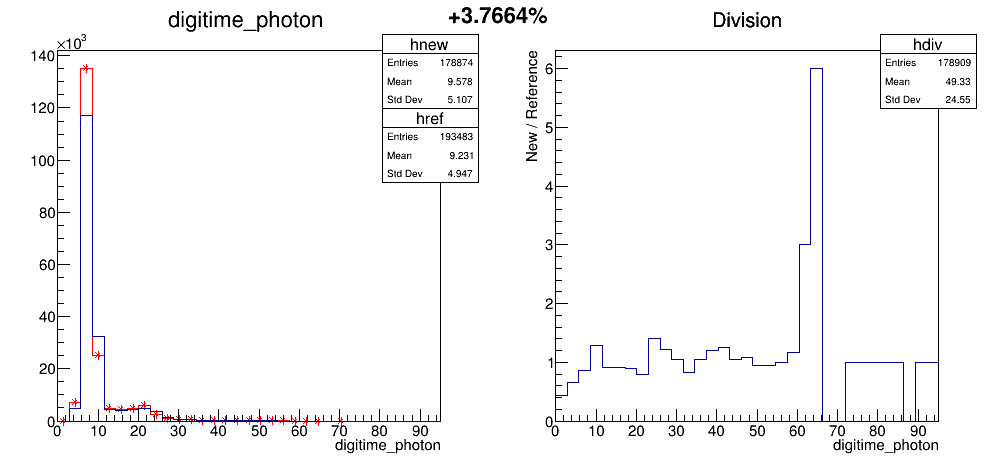 digitime_photon
+3.7664%
Division
×10³
hnew
Entries 178874
Mean 9.578
Std Dev 5.107
href
Entries 193483
Mean 9.231
Std Dev 4.947
140
120
100
80
60
40
20
0
0 10 20 30 40 50 60 70 80 90
digitime_photon
hdiv
Entries 178909
Mean 49.33
Std Dev 24.55
New / Reference
6
5
4
3
2
1
0
0 10 20 30 40 50 60 70 80 90
digitime_photon